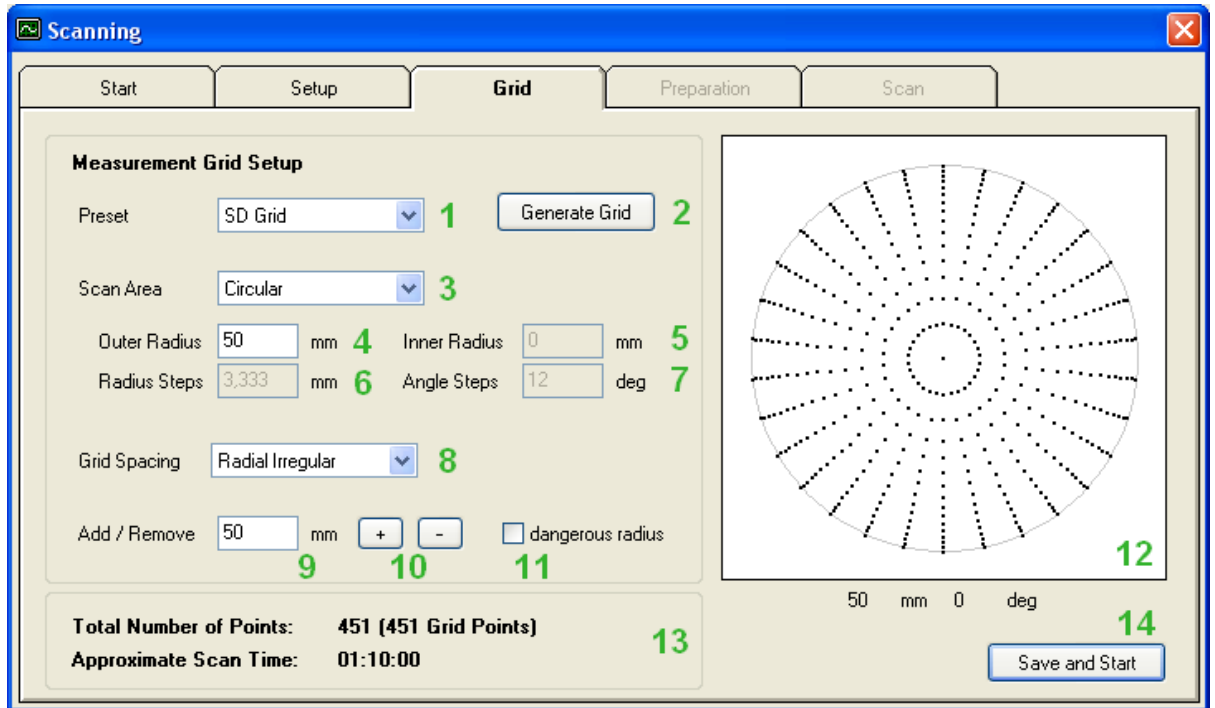 Scanning
Start Setup Grid Preparation Scan
Measurement Grid Setup
Preset SD Grid 1 Generate Grid 2
Scan Area Circular 3
Outer Radius 50 mm 4 Inner Radius 0 mm 5
Radius Steps 3,333 mm 6 Angle Steps 12 deg 7
Grid Spacing Radial Irregular 8
Add / Remove 50 mm + - dangerous radius
9 10 11
12
50 mm 0 deg
Total Number of Points: 451 (451 Grid Points)
Approximate Scan Time: 01:10:00
13
14
Save and Start